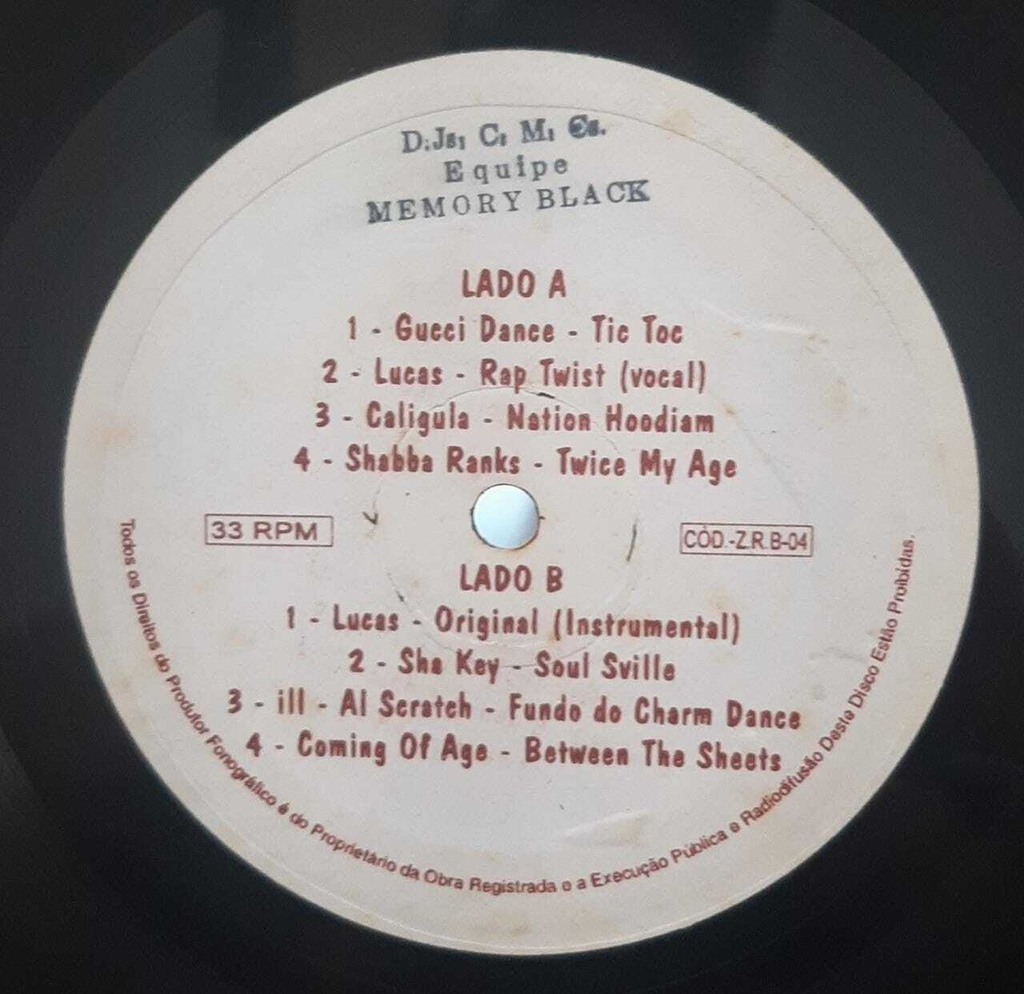 D.Js, C. M. Cs.
Equipe
MEMORY BLACK
LADO A
1 - Gucci Dance - Tic Toc
2 - Lucas - Rap Twist (vocal)
3 - Caligula - Nation Hoodiam
4 - Shabba Ranks - Twice My Age
33 RPM
CÓD.-Z.R.B-04
LADO B
1 - Lucas - Original (Instrumental)
2 - Sha Key - Soul Sville
3 - ill - Al Scratch - Fundo do Charm Dance
4 - Coming Of Age - Between The Sheets
Todos os Direitos do Produtor Fonográfico é do Proprietário da Obra Registrada e a Execução Pública e Radiodifusão Deste Disco Estão Proibidas.